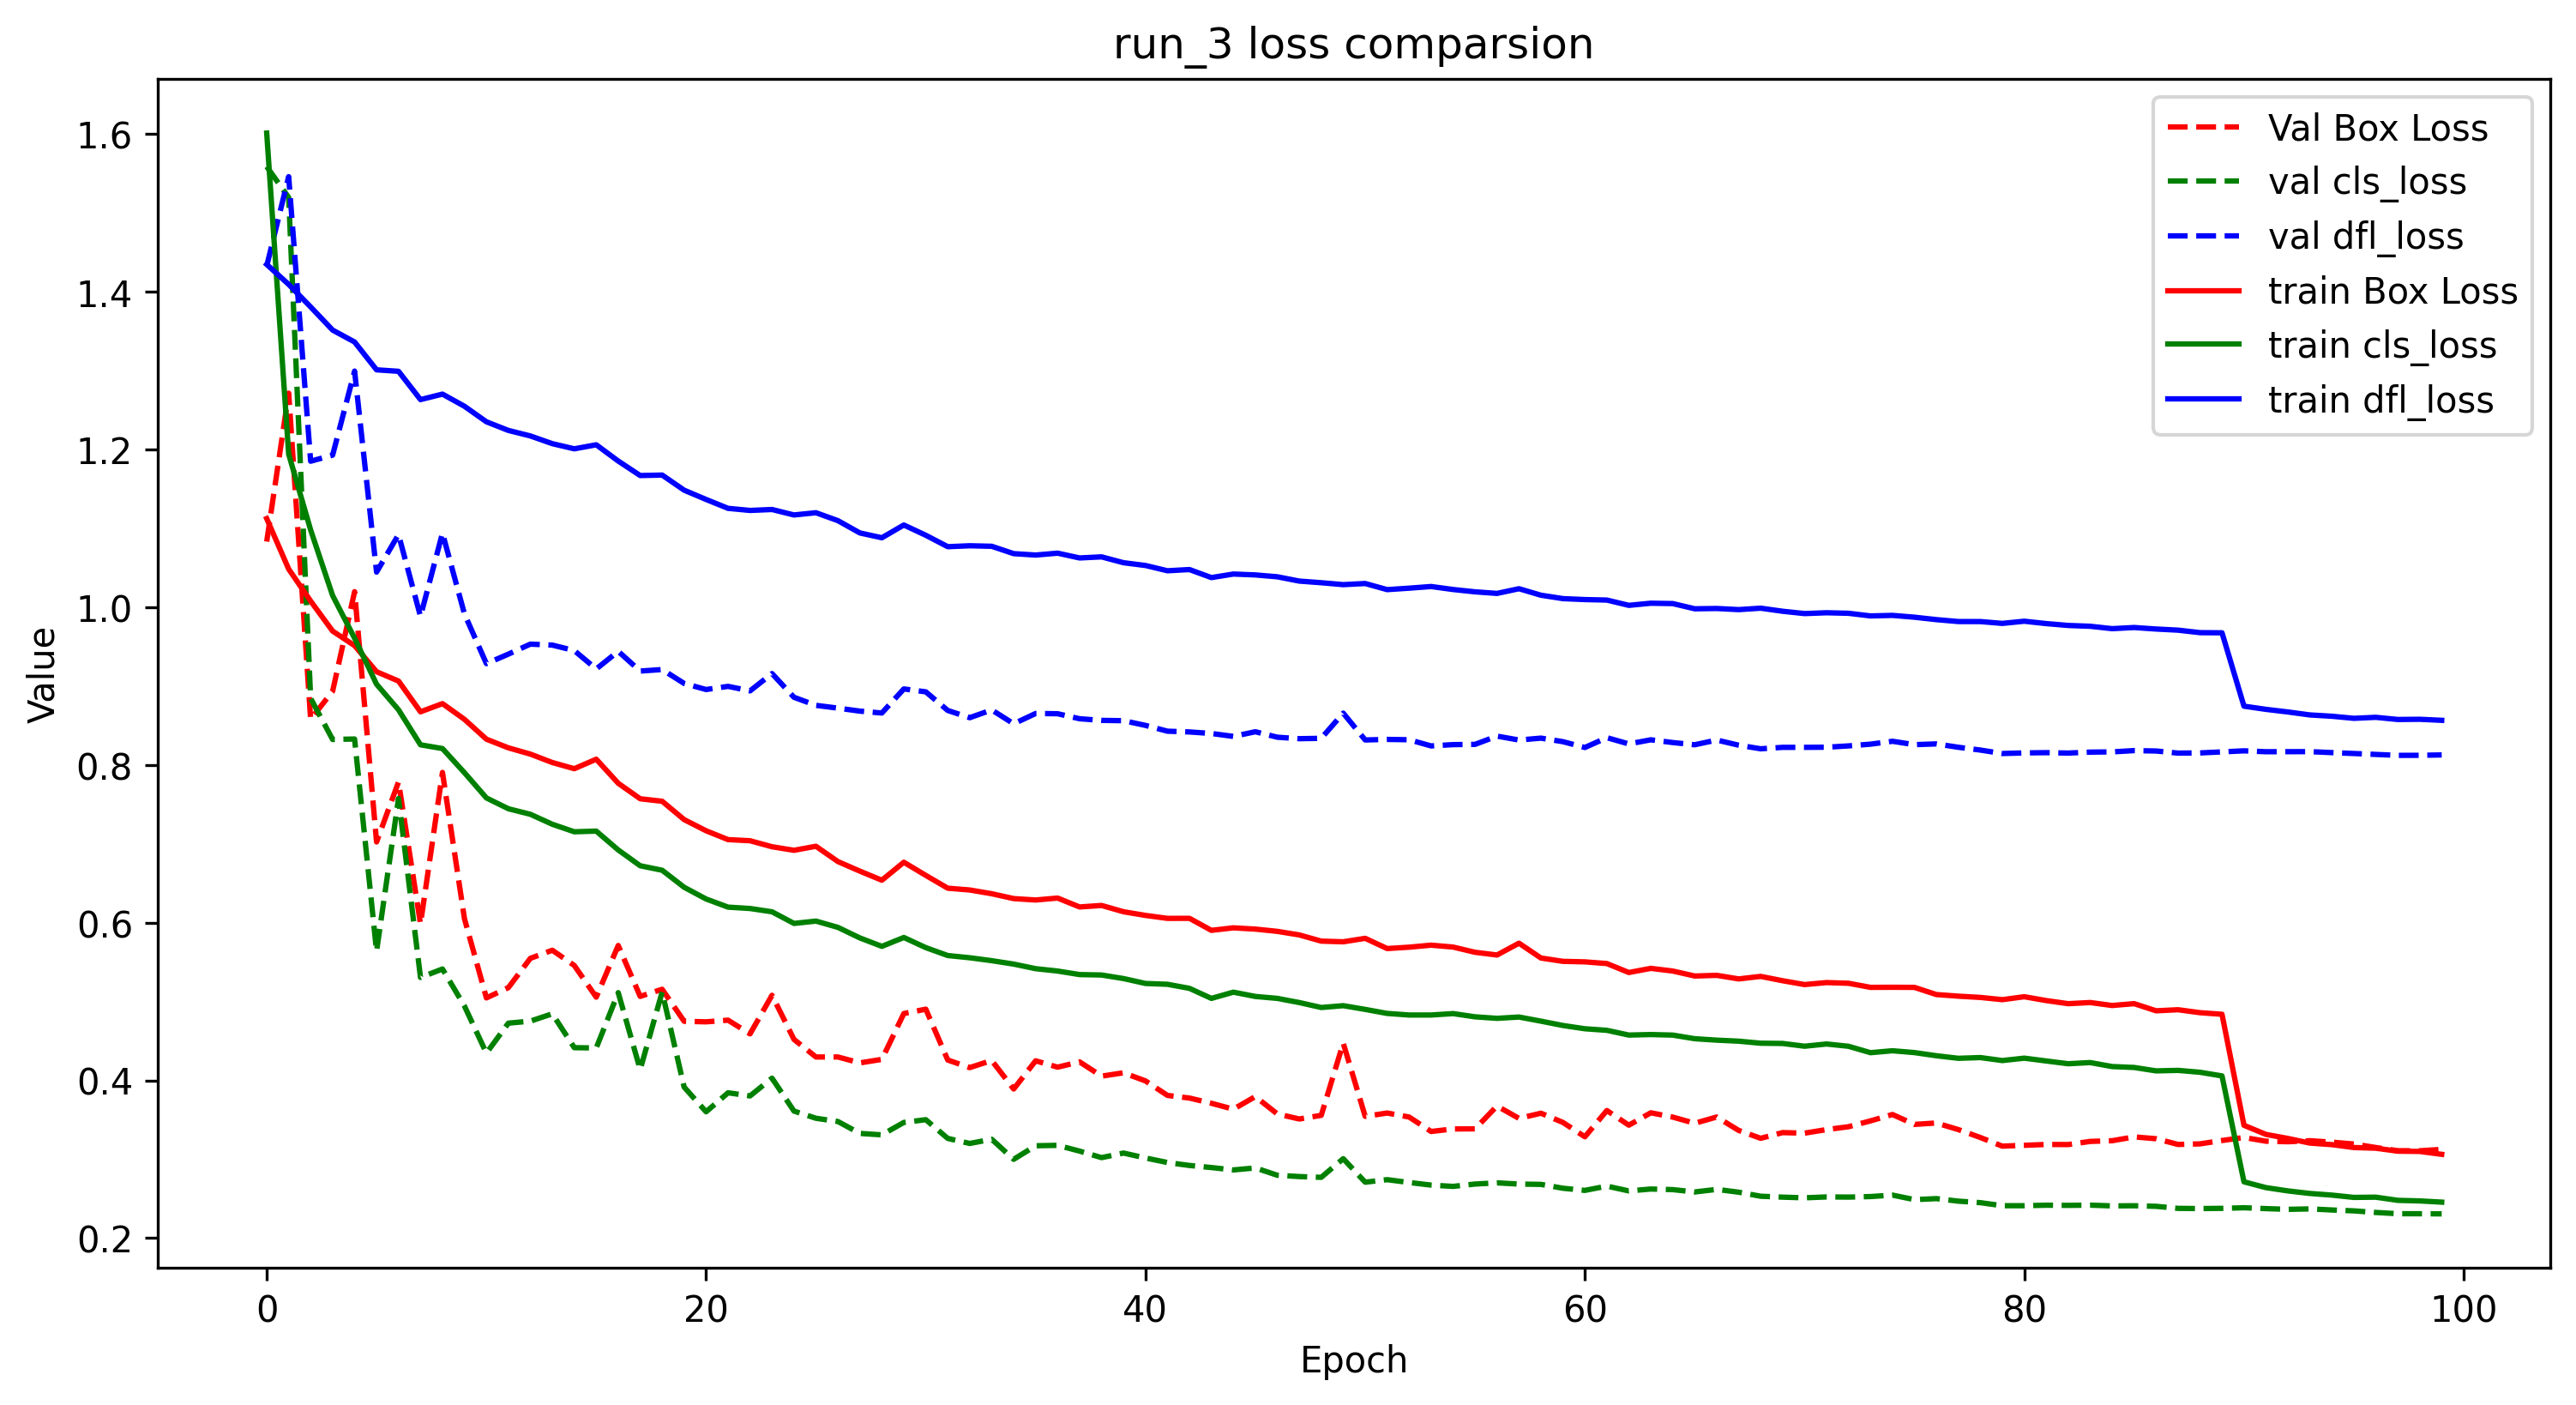 run_3 loss comparsion
Value
1.6
1.4
1.2
1.0
0.8
0.6
0.4
0.2
Val Box Loss
val cls_loss
val dfl_loss
train Box Loss
train cls_loss
train dfl_loss
0 20 40 60 80 100
Epoch